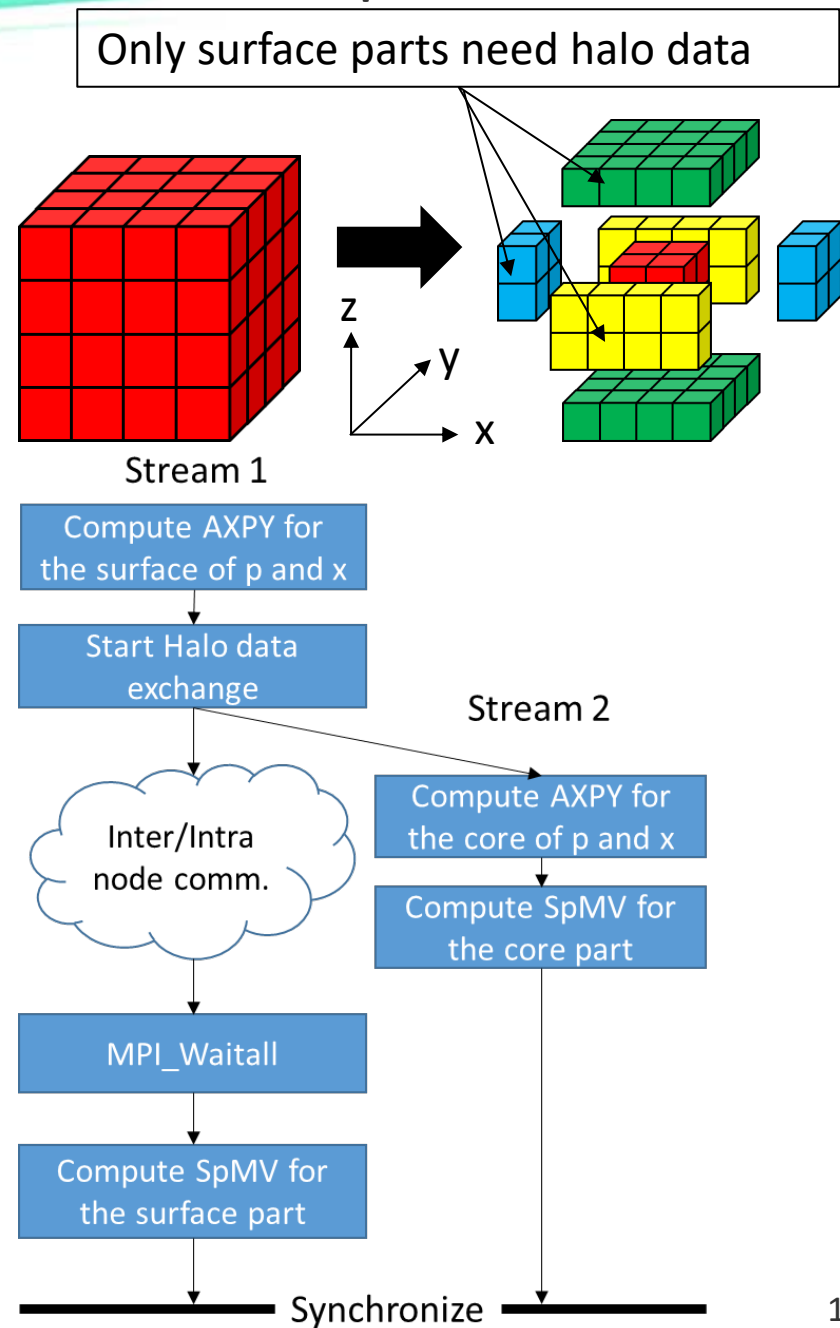 Only surface parts need halo data
z
y
x
Stream 1
Compute AXPY for
the surface of p and x
Start Halo data
exchange
Stream 2
Inter/Intra
node comm.
Compute AXPY for
the core of p and x
Compute SpMV for
the core part
MPI_Waitall
Compute SpMV for
the surface part
Synchronize
1